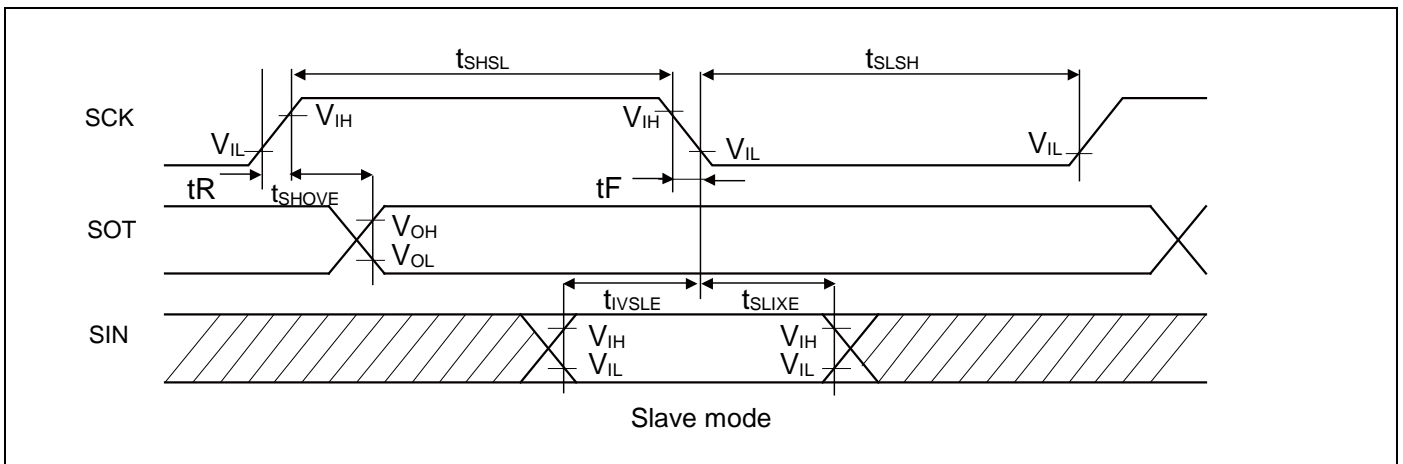 tSHSL
tSLSH
SCK
VIH
VIH
VIL
VIL
VIL
tR
tSHOVE
tF
SOT
VOH
VOL
tIVSLE
tSLIXE
SIN
VIH
VIH
VIL
VIL
Slave mode